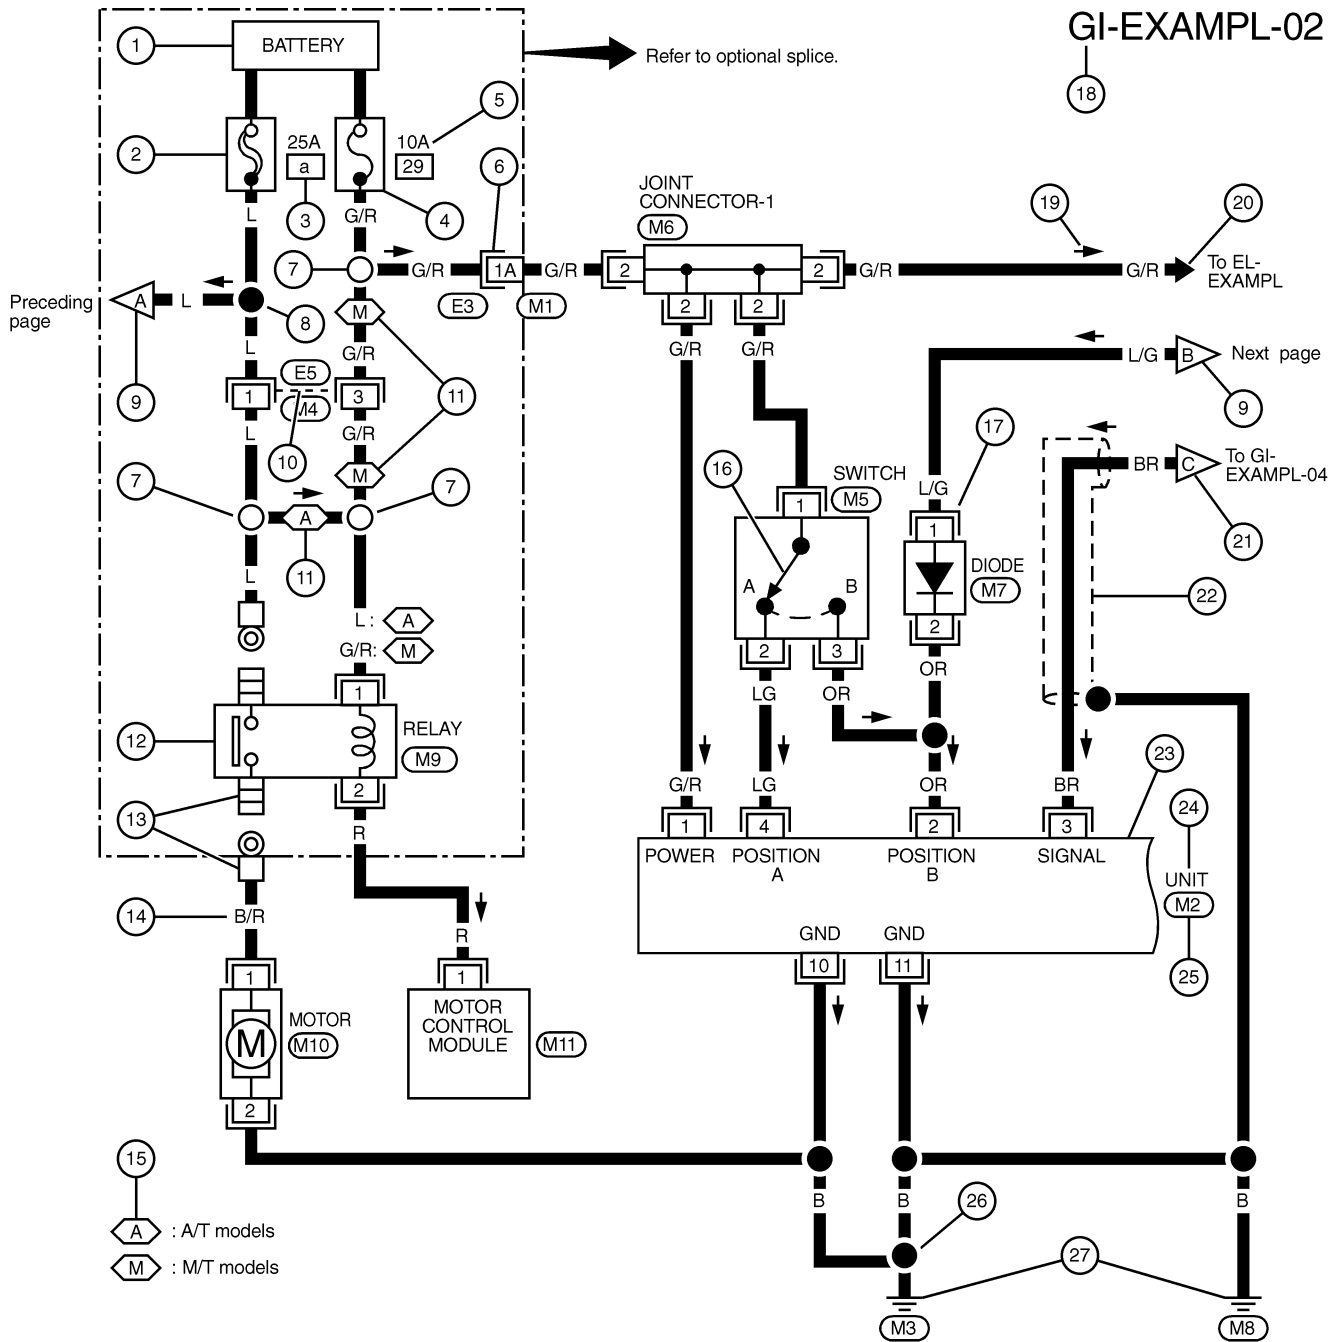 GI-EXAMPL-02
18
1
BATTERY
Refer to optional splice.
5
2
25A
a
10A
29
6
3
4
L
G/R
JOINT
CONNECTOR-1
M6
19
20
7
G/R
1A
G/R
2
2
G/R
G/R
To EL-
EXAMPL
E3
M1
2
2
Preceding
page
A
L
8
M
L
G/R
G/R
G/R
L/G
B
Next page
9
E5
1
3
M4
11
9
L
G/R
10
M
17
BR
C
To GI-
EXAMPL-04
7
7
16
SWITCH
M5
1
L/G
1
21
A
11
L
A
B
DIODE
M7
22
L :
A
G/R:
M
2
3
2
OR
1
LG
OR
12
RELAY
M9
2
23
G/R
LG
OR
BR
13
R
1
4
2
3
24
POWER
POSITION
A
POSITION
B
SIGNAL
UNIT
M2
14
B/R
R
GND
GND
10
11
25
1
1
MOTOR
M10
M
MOTOR
CONTROL
MODULE
M11
2
15
B
B
B
26
A
: A/T models
M
: M/T models
27
M3
M8